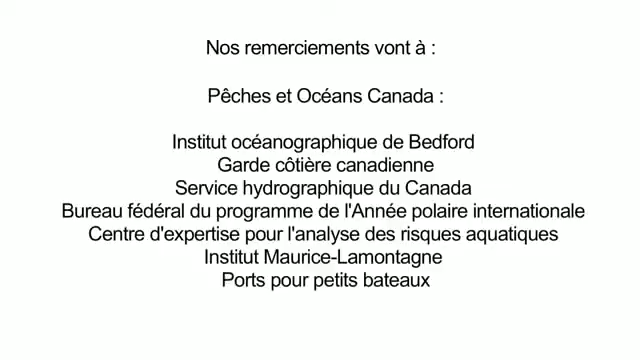 Nos remerciements vont à :
Pêches et Océans Canada :
Institut océanographique de Bedford
Garde côtière canadienne
Service hydrographique du Canada
Bureau fédéral du programme de l'Année polaire internationale
Centre d'expertise pour l'analyse des risques aquatiques
Institut Maurice-Lamontagne
Ports pour petits bateaux